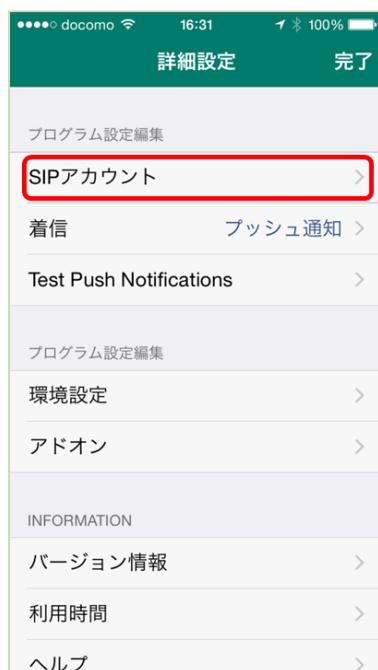 docomo 16:31 100%
詳細設定 完了
プログラム設定編集
SIPアカウント
着信 プッシュ通知
Test Push Notifications
プログラム設定編集
環境設定
アドオン
INFORMATION
バージョン情報
利用時間
ヘルプ